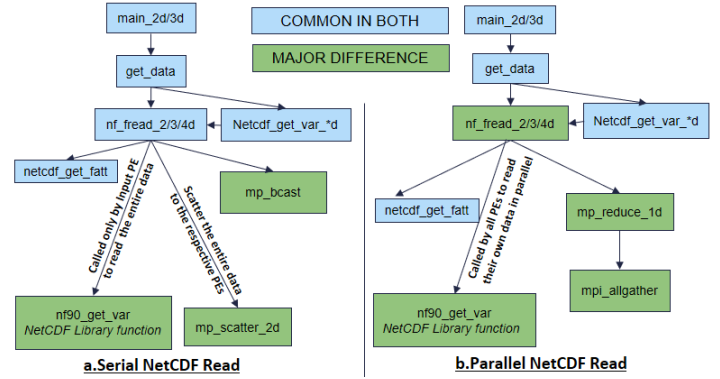 main_2d/3d
COMMON IN BOTH
main_2d/3d
MAJOR DIFFERENCE
get_data
get_data
nf_fread_2/3/4d
Netcdf_get_var_*d
nf_fread_2/3/4d
Netcdf_get_var_*d
netcdf_get_fatt
mp_bcast
Called only by Input PE
to read the entire data
Scatter the entire data
to the respective PEs
netcdf_get_fatt
Called by all PEs to read
their own data in parallel
mp_reduce_1d
mpi_allgather
nf90_get_var
NetCDF Library function
mp_scatter_2d
nf90_get_var
NetCDF Library function
a.Serial NetCDF Read
b.Parallel NetCDF Read